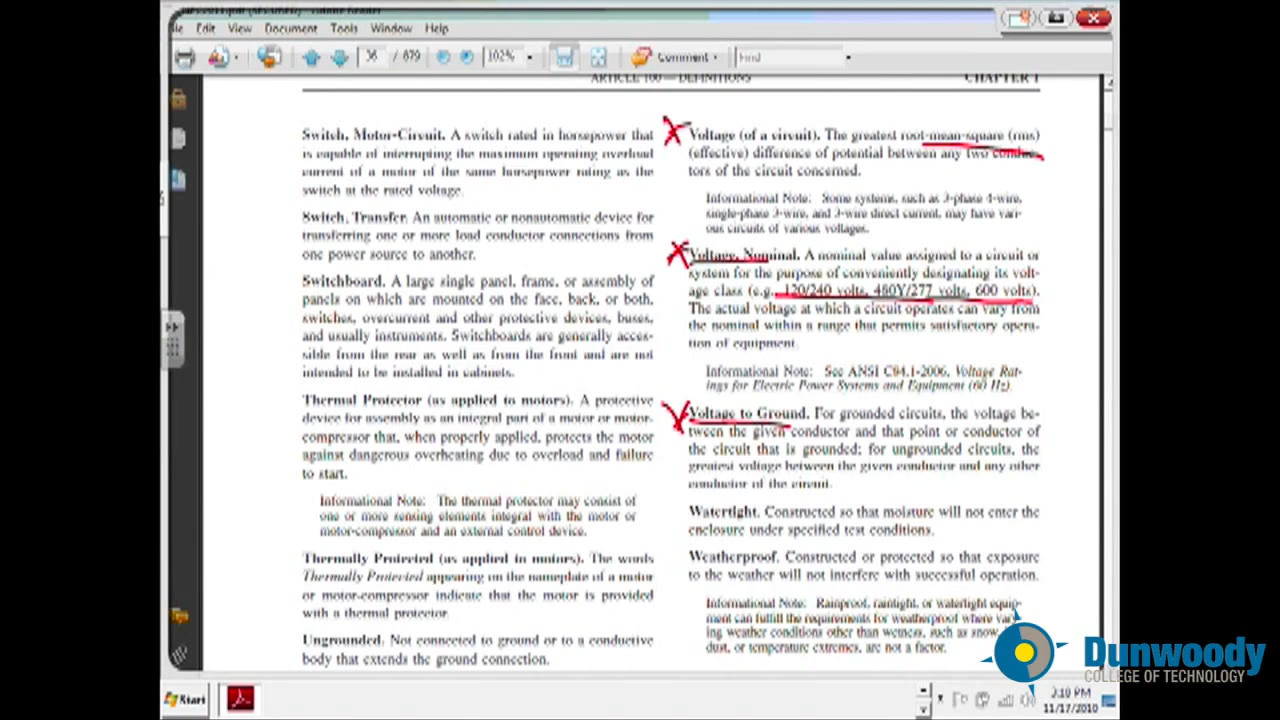 Edit View Document Tools Window Help
36 / 879 102% Comment Find
ARTICLE 100 — DEFINITIONS CHAPTER 1
Switch, Motor-Circuit. A switch rated in horsepower that
is capable of interrupting the maximum operating overload
current of a motor of the same horsepower rating as the
switch at the rated voltage.
Switch, Transfer. An automatic or nonautomatic device for
transferring one or more load conductor connections from
one power source to another.
Switchboard. A large single panel, frame, or assembly of
panels on which are mounted on the face, back, or both,
switches, overcurrent and other protective devices, buses,
and usually instruments. Switchboards are generally acces-
sible from the rear as well as from the front and are not
intended to be installed in cabinets.
Thermal Protector (as applied to motors). A protective
device for assembly as an integral part of a motor or motor-
compressor that, when properly applied, protects the motor
against dangerous overheating due to overload and failure
to start.
Informational Note: The thermal protector may consist of
one or more sensing elements integral with the motor or
motor-compressor and an external control device.
Thermally Protected (as applied to motors). The words
Thermally Protected appearing on the nameplate of a motor
or motor-compressor indicate that the motor is provided
with a thermal protector.
Ungrounded. Not connected to ground or to a conductive
body that extends the ground connection.
Voltage (of a circuit). The greatest root-mean-square (rms)
(effective) difference of potential between any two conduc-
tors of the circuit concerned.
Informational Note: Some systems, such as 3-phase 4-wire,
single-phase 3-wire, and 3-wire direct current, may have vari-
ous circuits of various voltages.
Voltage, Nominal. A nominal value assigned to a circuit or
system for the purpose of conveniently designating its volt-
age class (e.g., 120/240 volts, 480Y/277 volts, 600 volts).
The actual voltage at which a circuit operates can vary from
the nominal within a range that permits satisfactory opera-
tion of equipment.
Informational Note: See ANSI C84.1-2006, Voltage Rat-
ings for Electric Power Systems and Equipment (60 Hz).
Voltage to Ground. For grounded circuits, the voltage be-
tween the given conductor and that point or conductor of
the circuit that is grounded; for ungrounded circuits, the
greatest voltage between the given conductor and any other
conductor of the circuit.
Watertight. Constructed so that moisture will not enter the
enclosure under specified test conditions.
Weatherproof. Constructed or protected so that exposure
to the weather will not interfere with successful operation.
Informational Note: Rainproof, raintight, or watertight equip-
ment can fulfill the requirements for weatherproof where vary-
ing weather conditions other than wetness, such as snow,
dust, or temperature extremes, are not a factor.
Dunwoody
COLLEGE OF TECHNOLOGY
Start 3:10 PM
11/17/2010